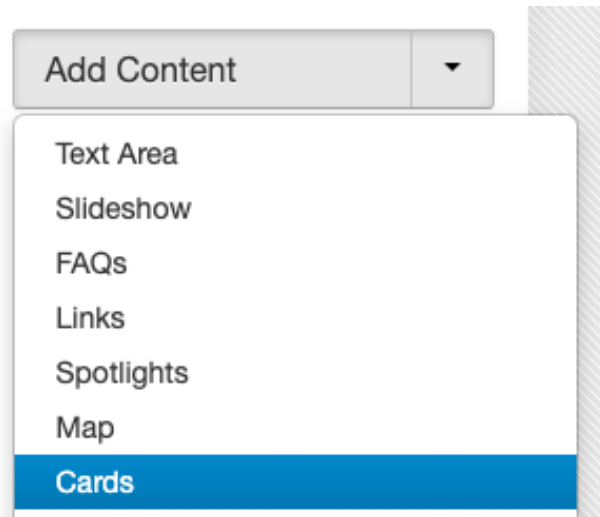 Add Content
Text Area
Slideshow
FAQs
Links
Spotlights
Map
Cards